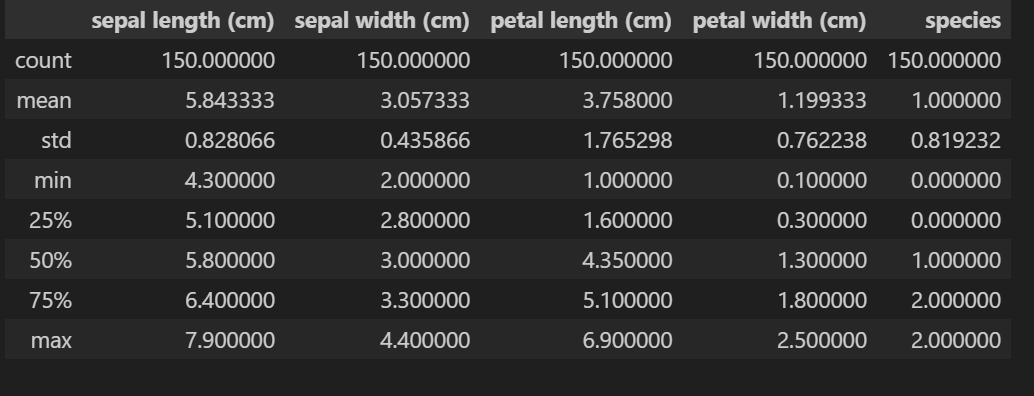 sepal length (cm) sepal width (cm) petal length (cm) petal width (cm) species
count 150.000000 150.000000 150.000000 150.000000 150.000000
mean 5.843333 3.057333 3.758000 1.199333 1.000000
std 0.828066 0.435866 1.765298 0.762238 0.819232
min 4.300000 2.000000 1.000000 0.100000 0.000000
25% 5.100000 2.800000 1.600000 0.300000 0.000000
50% 5.800000 3.000000 4.350000 1.300000 1.000000
75% 6.400000 3.300000 5.100000 1.800000 2.000000
max 7.900000 4.400000 6.900000 2.500000 2.000000